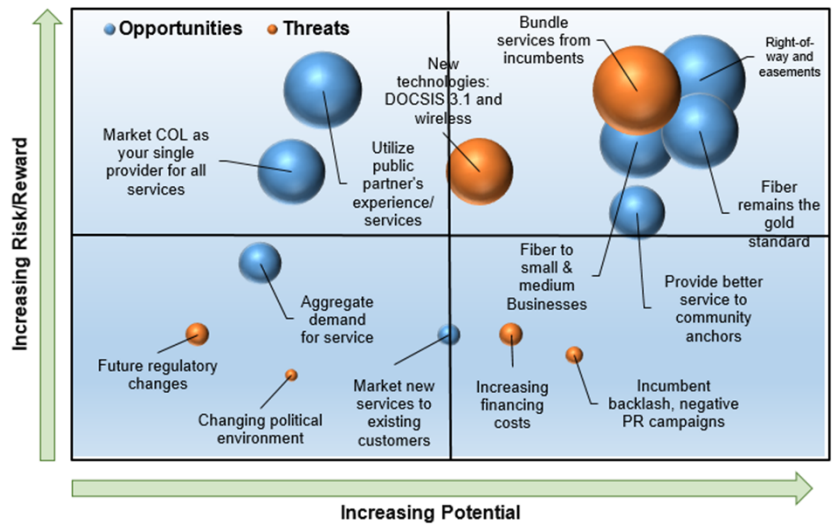 Opportunities
Threats
Bundle
services from
incumbents
Right-of-
way and
easements
New
technologies:
DOCSIS 3.1 and
wireless
Market COL as
your single
provider for all
services
Utilize
public
partner's
experience/
services
Fiber
remains the
gold
standard
Fiber to
small &
medium
Businesses
Provide better
service to
community
anchors
Aggregate
demand
for service
Future regulatory
changes
Changing political
environment
Market new
services to
existing
customers
Increasing
financing
costs
Incumbent
backlash, negative
PR campaigns
Increasing Risk/Reward
Increasing Potential